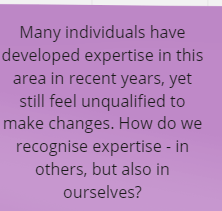 Many individuals have
developed expertise in this
area in recent years, yet
still feel unqualified to
make changes. How do we
recognise expertise - in
others, but also in
ourselves?